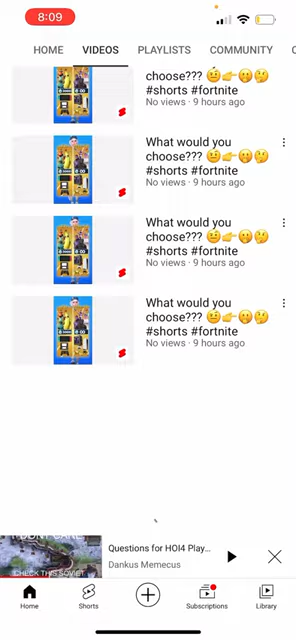 8:09
HOME VIDEOS PLAYLISTS COMMUNITY C
choose??? 😉👉🤫🤔
#shorts #fortnite
No views · 9 hours ago
What would you
choose??? 😉👉🤫🤔
#shorts #fortnite
No views · 9 hours ago
What would you
choose??? 😉👉🤫🤔
#shorts #fortnite
No views · 9 hours ago
What would you
choose??? 😉👉🤫🤔
#shorts #fortnite
No views · 9 hours ago
CHECK THIS SOVIET
Questions for HOI4 Play...
Dankus Memecus
Home Shorts Subscriptions Library